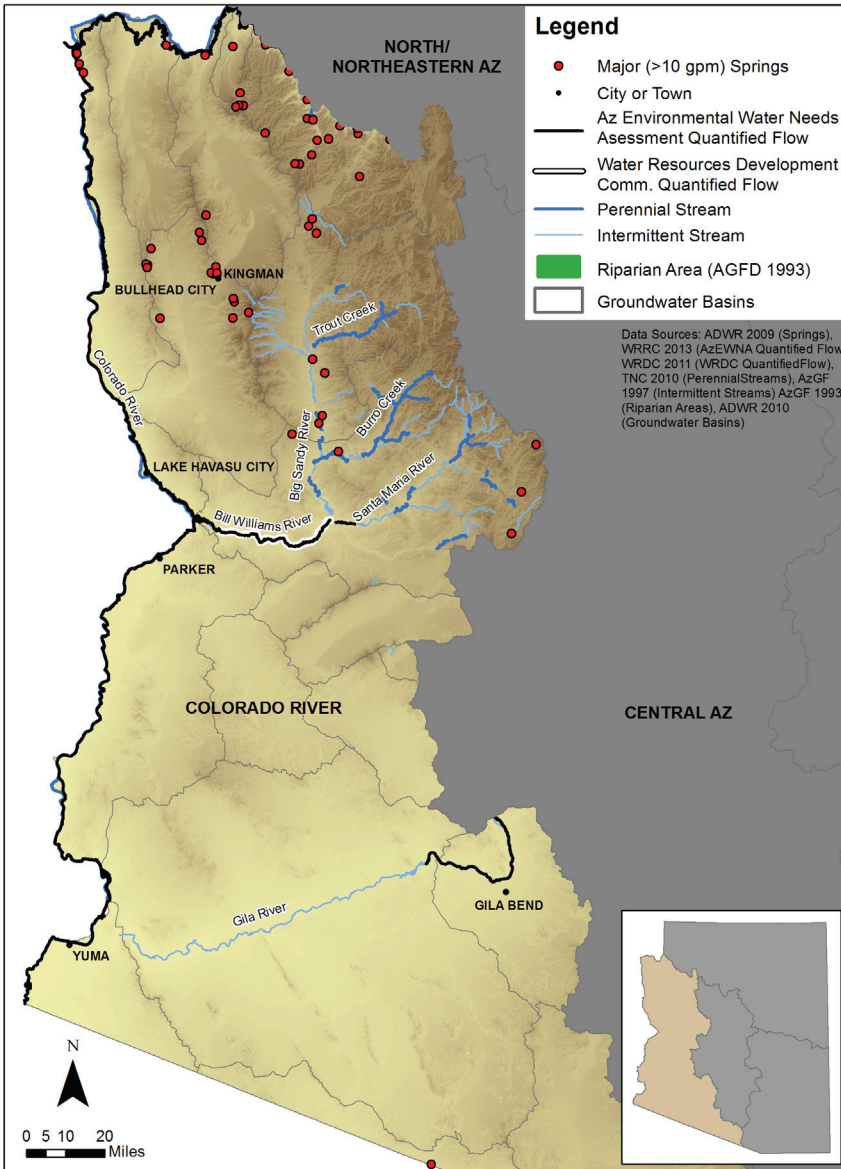 NORTH/
NORTHEASTERN AZ
Legend
Major (>10 gpm) Springs
City or Town
Az Environmental Water Needs
Asessment Quantified Flow
Water Resources Development
Comm. Quantified Flow
Perennial Stream
Intermittent Stream
Riparian Area (AGFD 1993)
Groundwater Basins
Data Sources: ADWR 2009 (Springs),
WRRC 2013 (AzEWNA Quantified Flow
WRDC 2011 (WRDC QuantifiedFlow),
TNC 2010 (PerennialStreams), AzGF
1997 (Intermittent Streams) AzGF 1993
(Riparian Areas), ADWR 2010
(Groundwater Basins)
KINGMAN
BULLHEAD CITY
Trout Creek
Colorado River
Burro Creek
Big Sandy River
LAKE HAVASU CITY
Santa Maria River
Bill Williams River
PARKER
COLORADO RIVER
CENTRAL AZ
GILA BEND
Gila River
YUMA
N
0 5 10 20
Miles